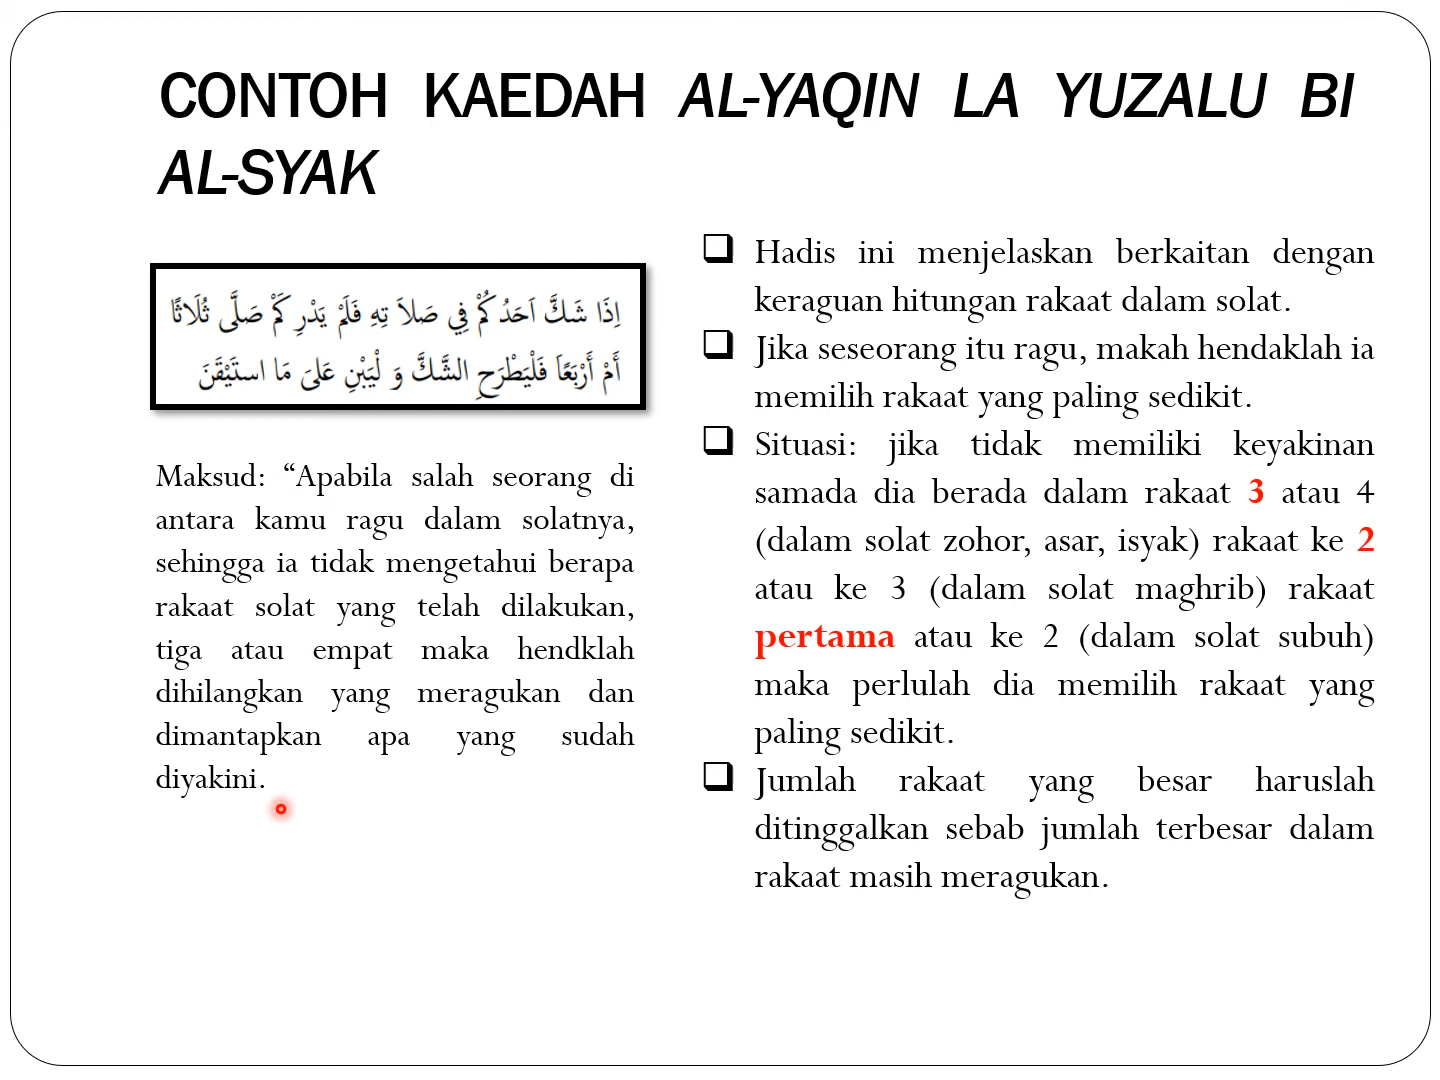 CONTOH KAEDAH AL-YAQIN LA YUZALU BI
AL-SYAK
اِذَا شَكَّ اَحَدُكُمْ فِي صَلاَ تِهِ فَلَمْ يَدْرِ كَمْ صَلَّى ثُلَاثًا
أَمْ أَرْبَعًا فَلْيَطْرَحِ الشَّكَّ وَ لْيَبْنِ عَلىَ مَا استَيْقَنَ
Maksud: “Apabila salah seorang di
antara kamu ragu dalam solatnya,
sehingga ia tidak mengetahui berapa
rakaat solat yang telah dilakukan,
tiga atau empat maka hendklah
dihilangkan yang meragukan dan
dimantapkan apa yang sudah
diyakini.
Hadis ini menjelaskan berkaitan dengan
keraguan hitungan rakaat dalam solat.
Jika seseorang itu ragu, makah hendaklah ia
memilih rakaat yang paling sedikit.
Situasi: jika tidak memiliki keyakinan
samada dia berada dalam rakaat 3 atau 4
(dalam solat zohor, asar, isyak) rakaat ke 2
atau ke 3 (dalam solat maghrib) rakaat
pertama atau ke 2 (dalam solat subuh)
maka perlulah dia memilih rakaat yang
paling sedikit.
Jumlah rakaat yang besar haruslah
ditinggalkan sebab jumlah terbesar dalam
rakaat masih meragukan.